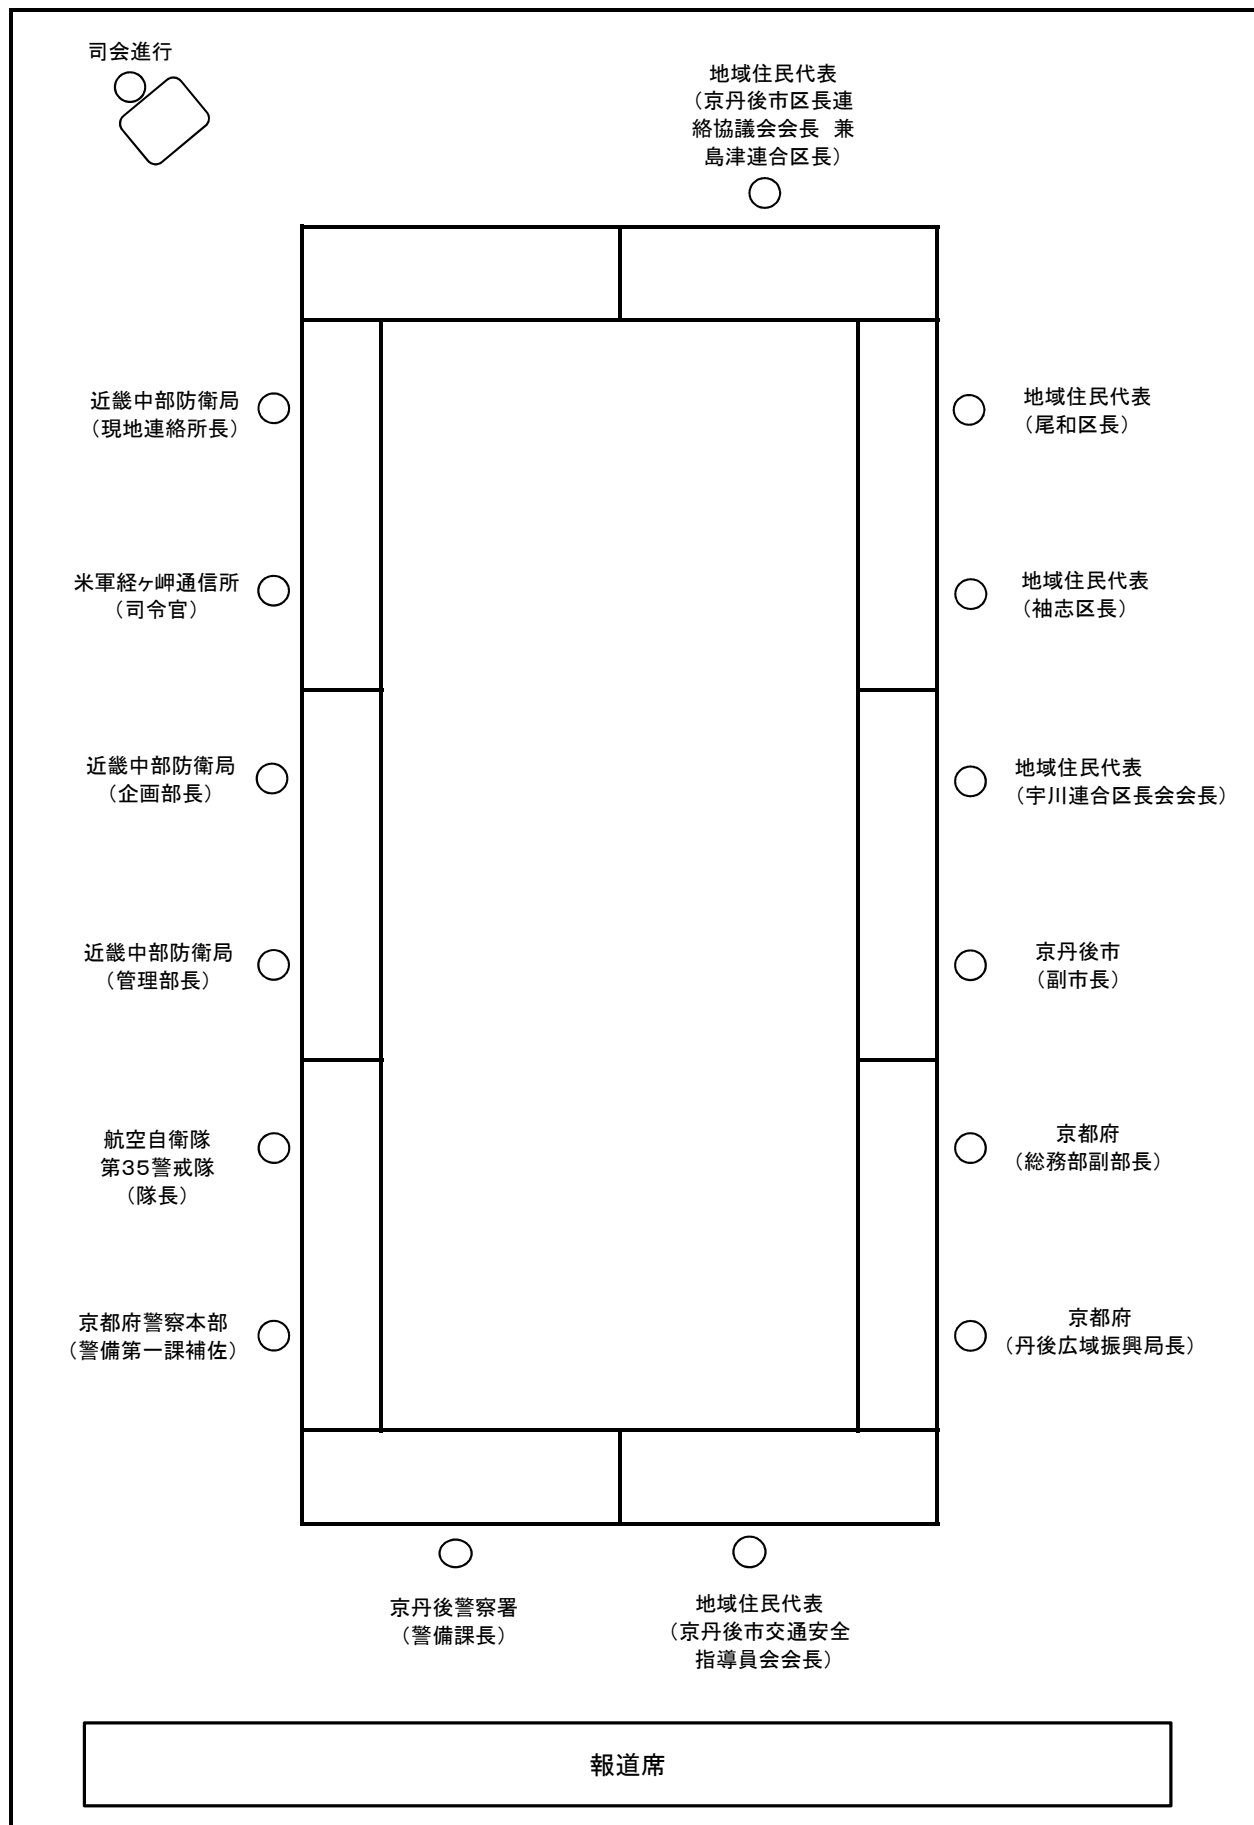 司会進行
地域住民代表
（京丹後市区長連
絡協議会会長　兼
島津連合区長）
近畿中部防衛局
（現地連絡所長）
地域住民代表
（尾和区長）
米軍経ヶ岬通信所
（司令官）
地域住民代表
（袖志区長）
近畿中部防衛局
（企画部長）
地域住民代表
（宇川連合区長会会長）
近畿中部防衛局
（管理部長）
京丹後市
（副市長）
航空自衛隊
第35警戒隊
（隊長）
京都府
（総務部副部長）
京都府警察本部
（警備第一課補佐）
京都府
（丹後広域振興局長）
京丹後警察署
（警備課長）
地域住民代表
（京丹後市交通安全
指導員会会長）
報道席